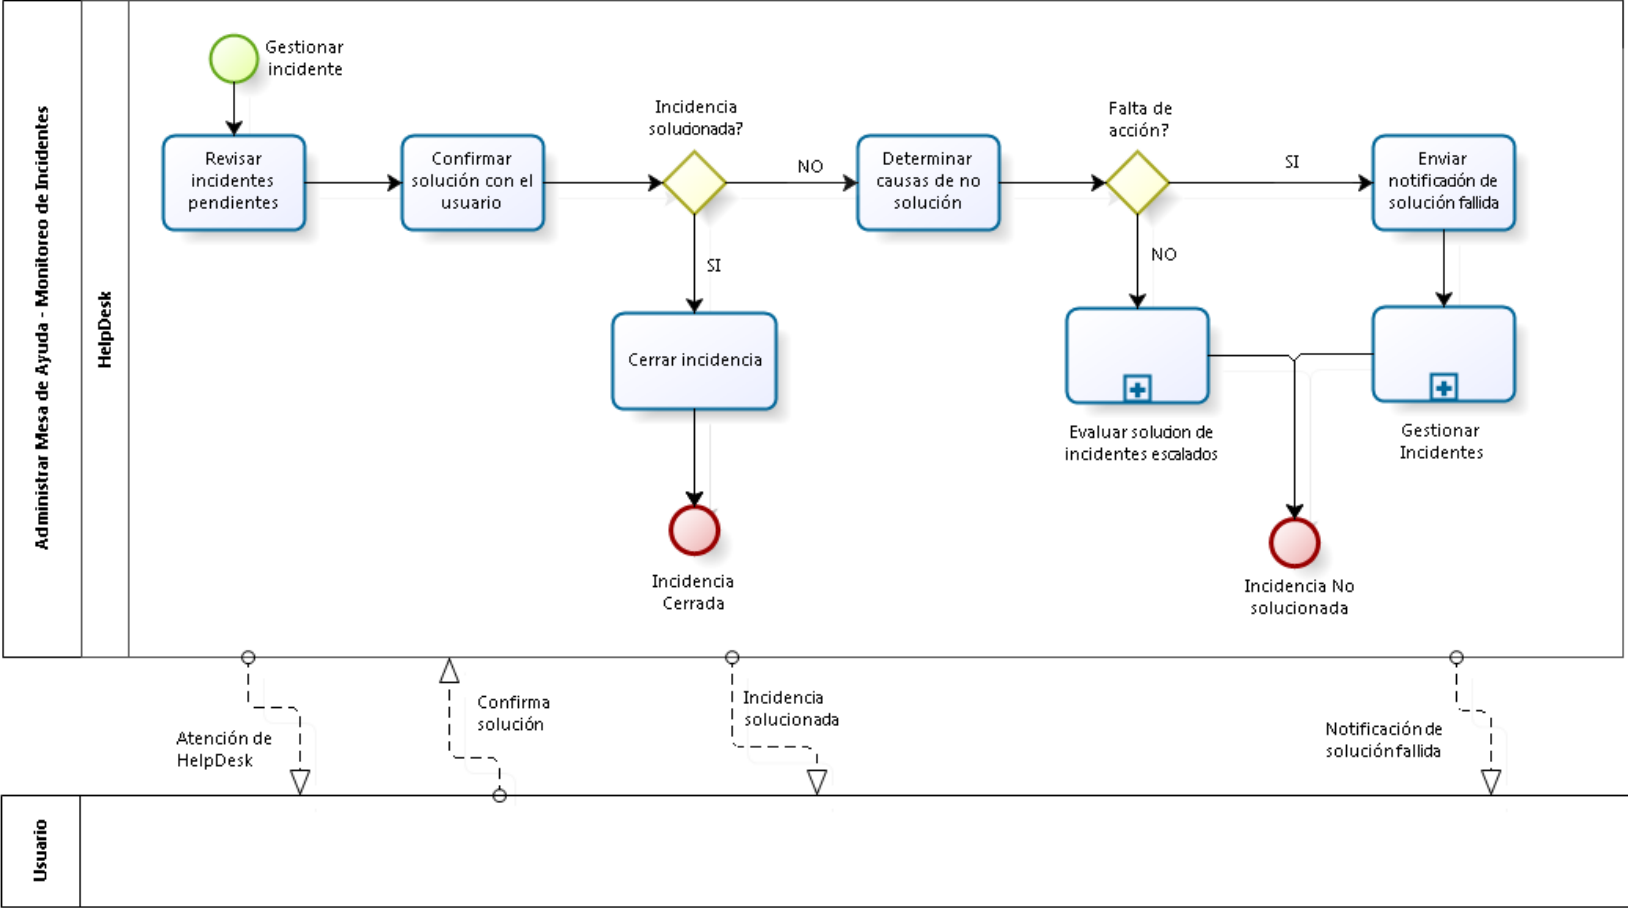 Administrar Mesa de Ayuda - Monitoreo de Incidentes
HelpDesk
Gestionar
incidente
Revisar
incidentes
pendientes
Confirmar
solución con el
usuario
Incidencia
solucionada?
NO
SI
Determinar
causas de no
solución
Falta de
acción?
SI
NO
Enviar
notificación de
solución fallida
Cerrar incidencia
Evaluar solucion de
incidentes escalados
Gestionar
Incidentes
Incidencia
Cerrada
Incidencia No
solucionada
Atención de
HelpDesk
Confirma
solución
Incidencia
solucionada
Notificación de
solución fallida
Usuario